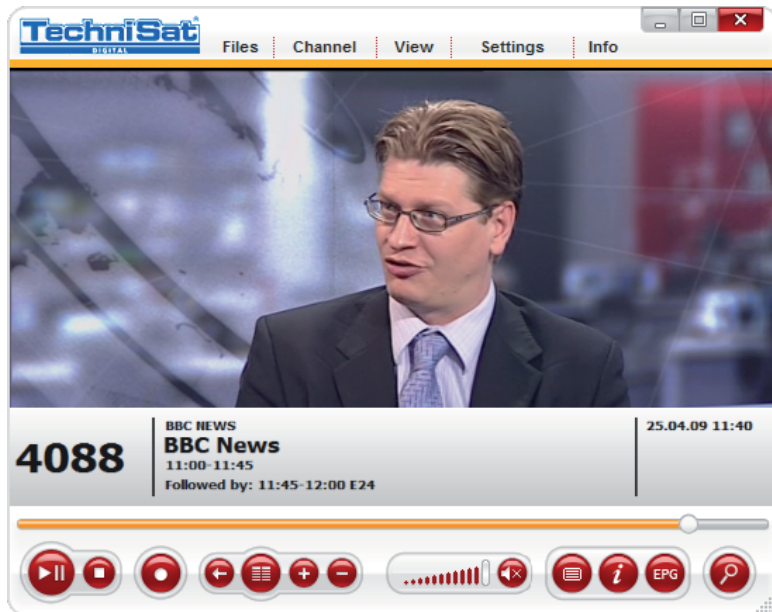 TechniSat
DIGITAL
Files Channel View Settings Info
4088
BBC NEWS
BBC News
11:00-11:45
Followed by: 11:45-12:00 E24
25.04.09 11:40
i
EPG